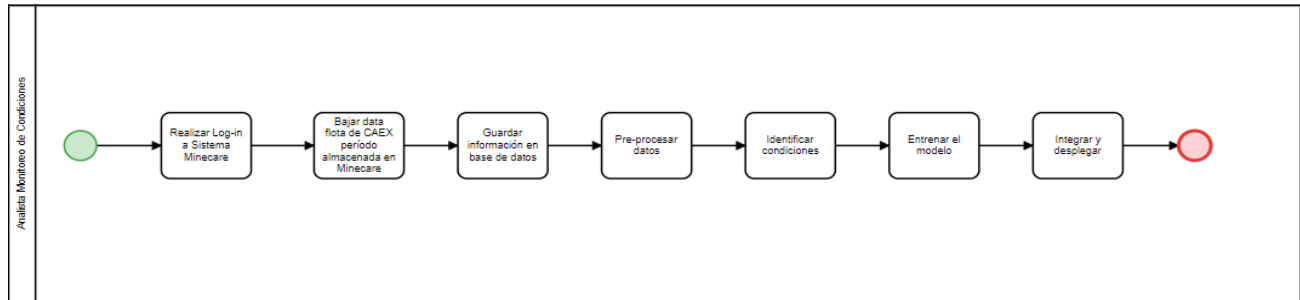 Analista Monitoreo de Condiciones
Realizar Log-in
a Sistema
Minecare
Bajar data
flota de CAEX
período
almacenada en
Minecare
Guardar
información en
base de datos
Pre-procesar
datos
Identificar
condiciones
Entrenar el
modelo
Integrar y
desplegar